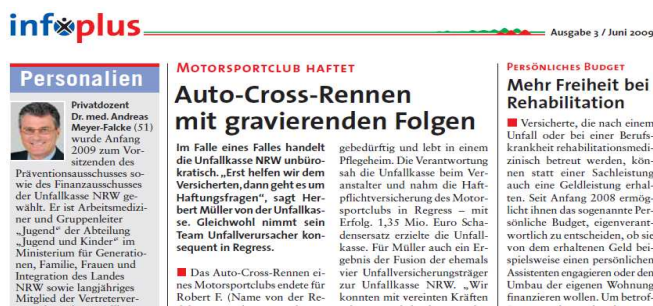 infoplus
Ausgabe 3 / Juni 2009
Personalien
Privatdozent
Dr. med. Andreas
Meyer-Falcke (51)
wurde Anfang
2009 zum Vor-
sitzenden des
Präventionsausschusses so-
wie des Finanzausschusses
der Unfallkasse NRW ge-
wählt. Er ist Arbeitsmedizi-
ner und Gruppenleiter
„Jugend“ der Abteilung
„Jugend und Kinder“ im
Ministerium für Generatio-
nen, Familie, Frauen und
Integration des Landes
NRW sowie langjähriges
Mitglied der Vertreterver-
MOTORSPORTCLUB HAFTET
Auto-Cross-Rennen
mit gravierenden Folgen
Im Falle eines Falles handelt
die Unfallkasse NRW unbüro-
kratisch. „Erst helfen wir dem
Versicherten, dann geht es um
Haftungsfragen“, sagt Her-
bert Müller von der Unfallkas-
se. Gleichwohl nimmt sein
Team Unfallverursacher kon-
sequent in Regress.
Das Auto-Cross-Rennen ei-
nes Motorsportclubs endete für
Robert F. (Name von der Re-
gebedürftig und lebt in einem
Pflegeheim. Die Verantwortung
sah die Unfallkasse beim Ver-
anstalter und nahm die Haft-
pflichtversicherung des Motor-
sportclubs in Regress – mit
Erfolg. 1,35 Mio. Euro Scha-
densersatz erzielte die Unfall-
kasse. Für Müller auch ein Er-
gebnis der Fusion der ehemals
vier Unfallversicherungsträger
zur Unfallkasse NRW. „Wir
konnten mit vereinten Kräften
PERSÖNLICHES BUDGET
Mehr Freiheit bei
Rehabilitation
Versicherte, die nach einem
Unfall oder bei einer Berufs-
krankheit rehabilitationsmedi-
zinisch betreut werden, kön-
nen statt einer Sachleistung
auch eine Geldleistung erhal-
ten. Seit Anfang 2008 ermög-
licht ihnen das sogenannte Per-
sönliche Budget, eigenverant-
wortlich zu entscheiden, ob sie
von dem erhaltenen Geld bei-
spielsweise einen persönlichen
Assistenten engagieren oder den
Umbau der eigenen Wohnung
finanzieren wollen. Um betrof-